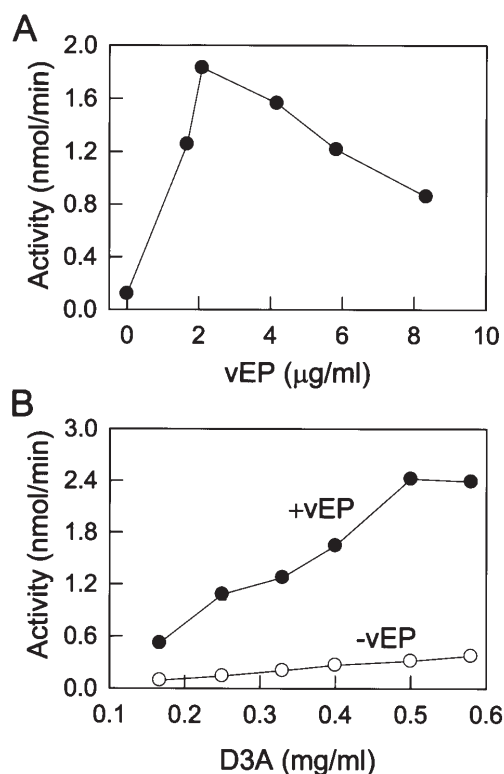 A
Activity (nmol/min)
2.0
1.6
1.2
0.8
0.4
0.0
0 2 4 6 8 10
vEP (μg/ml)
B
Activity (nmol/min)
3.0
2.4
1.8
1.2
0.6
0.0
+vEP
-vEP
0.1 0.2 0.3 0.4 0.5 0.6
D3A (mg/ml)